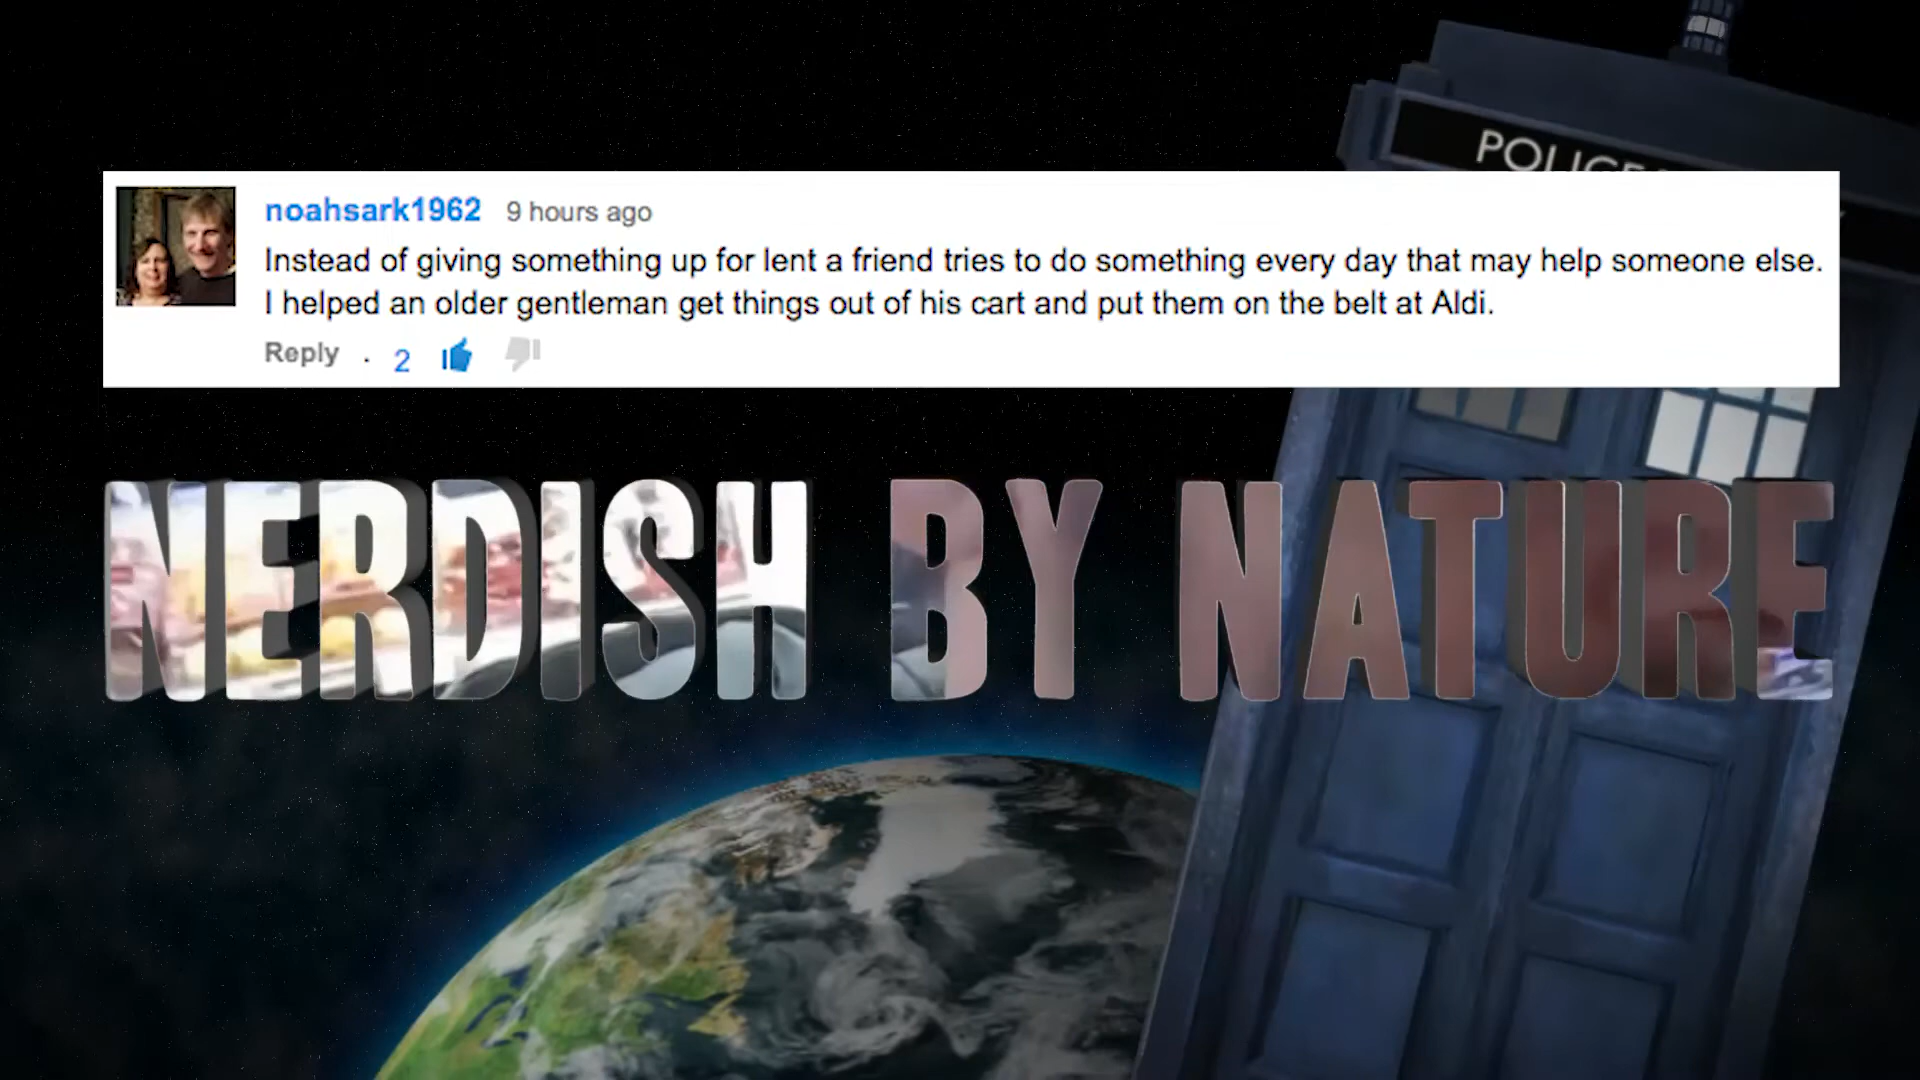 POLICE
noahsark1962 9 hours ago
Instead of giving something up for lent a friend tries to do something every day that may help someone else.
I helped an older gentleman get things out of his cart and put them on the belt at Aldi.
Reply . 2
NERDISH BY NATURE